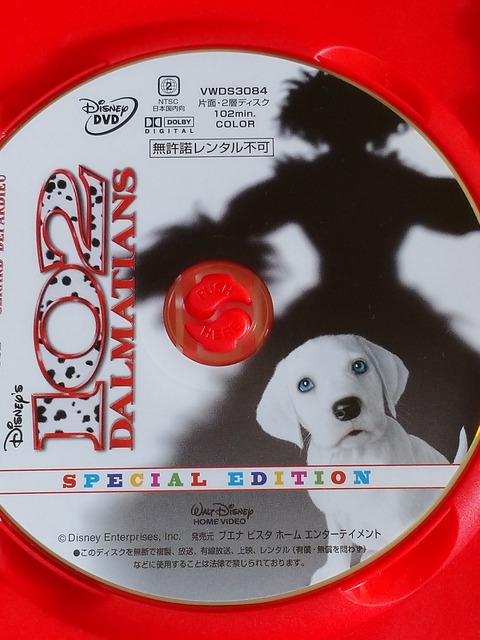 DISNEY
DVD
2
NTSC
日本国内向
DOLBY
DIGITAL
VWDS3084
片面・2層ディスク
102min.
COLOR
無許諾レンタル不可
PUSH
HERE
DISNEY'S
102
DALMATIANS
GERARD DEPARDIEU
SPECIAL EDITION
WALT DISNEY
HOME VIDEO
©Disney Enterprises, Inc. 発売元 ブエナ ビスタ ホーム エンターテイメント
●このディスクを無断で複製、放送、有線放送、上映、レンタル(有償・無償を問わず)
などに使用することは法律で禁じられております。